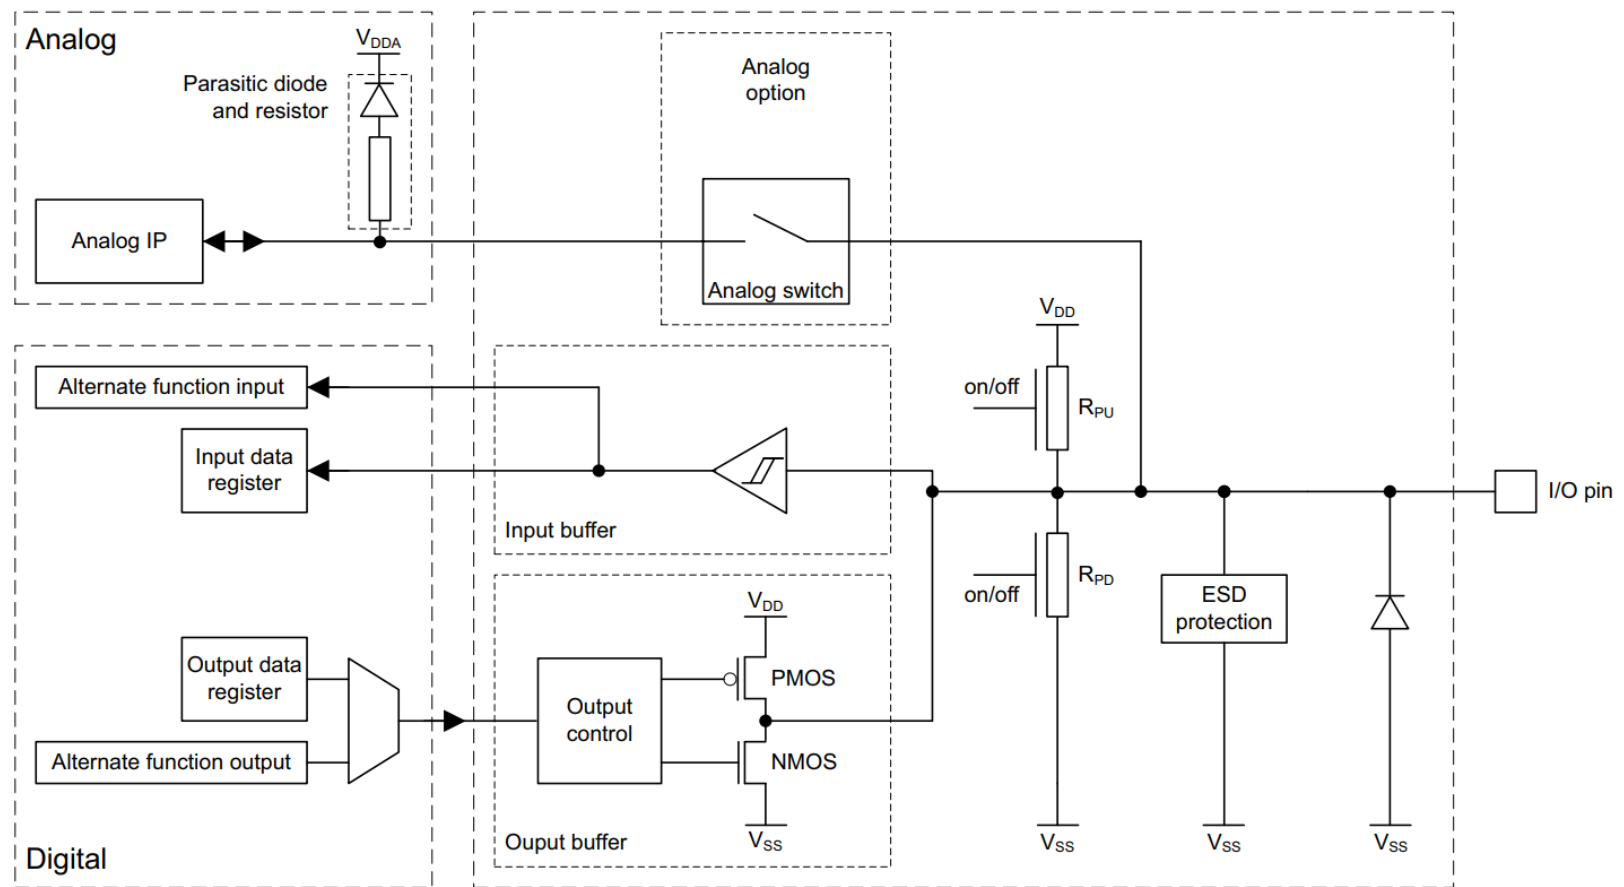 Analog
VDDA
Parasitic diode
and resistor
Analog IP
Analog
option
Analog switch
VDD
on/off
RPU
Alternate function input
Input data
register
Input buffer
I/O pin
on/off
RPD
ESD
protection
Output data
register
Alternate function output
Output
control
VDD
PMOS
NMOS
VSS
Ouput buffer
VSS
VSS
VSS
Digital